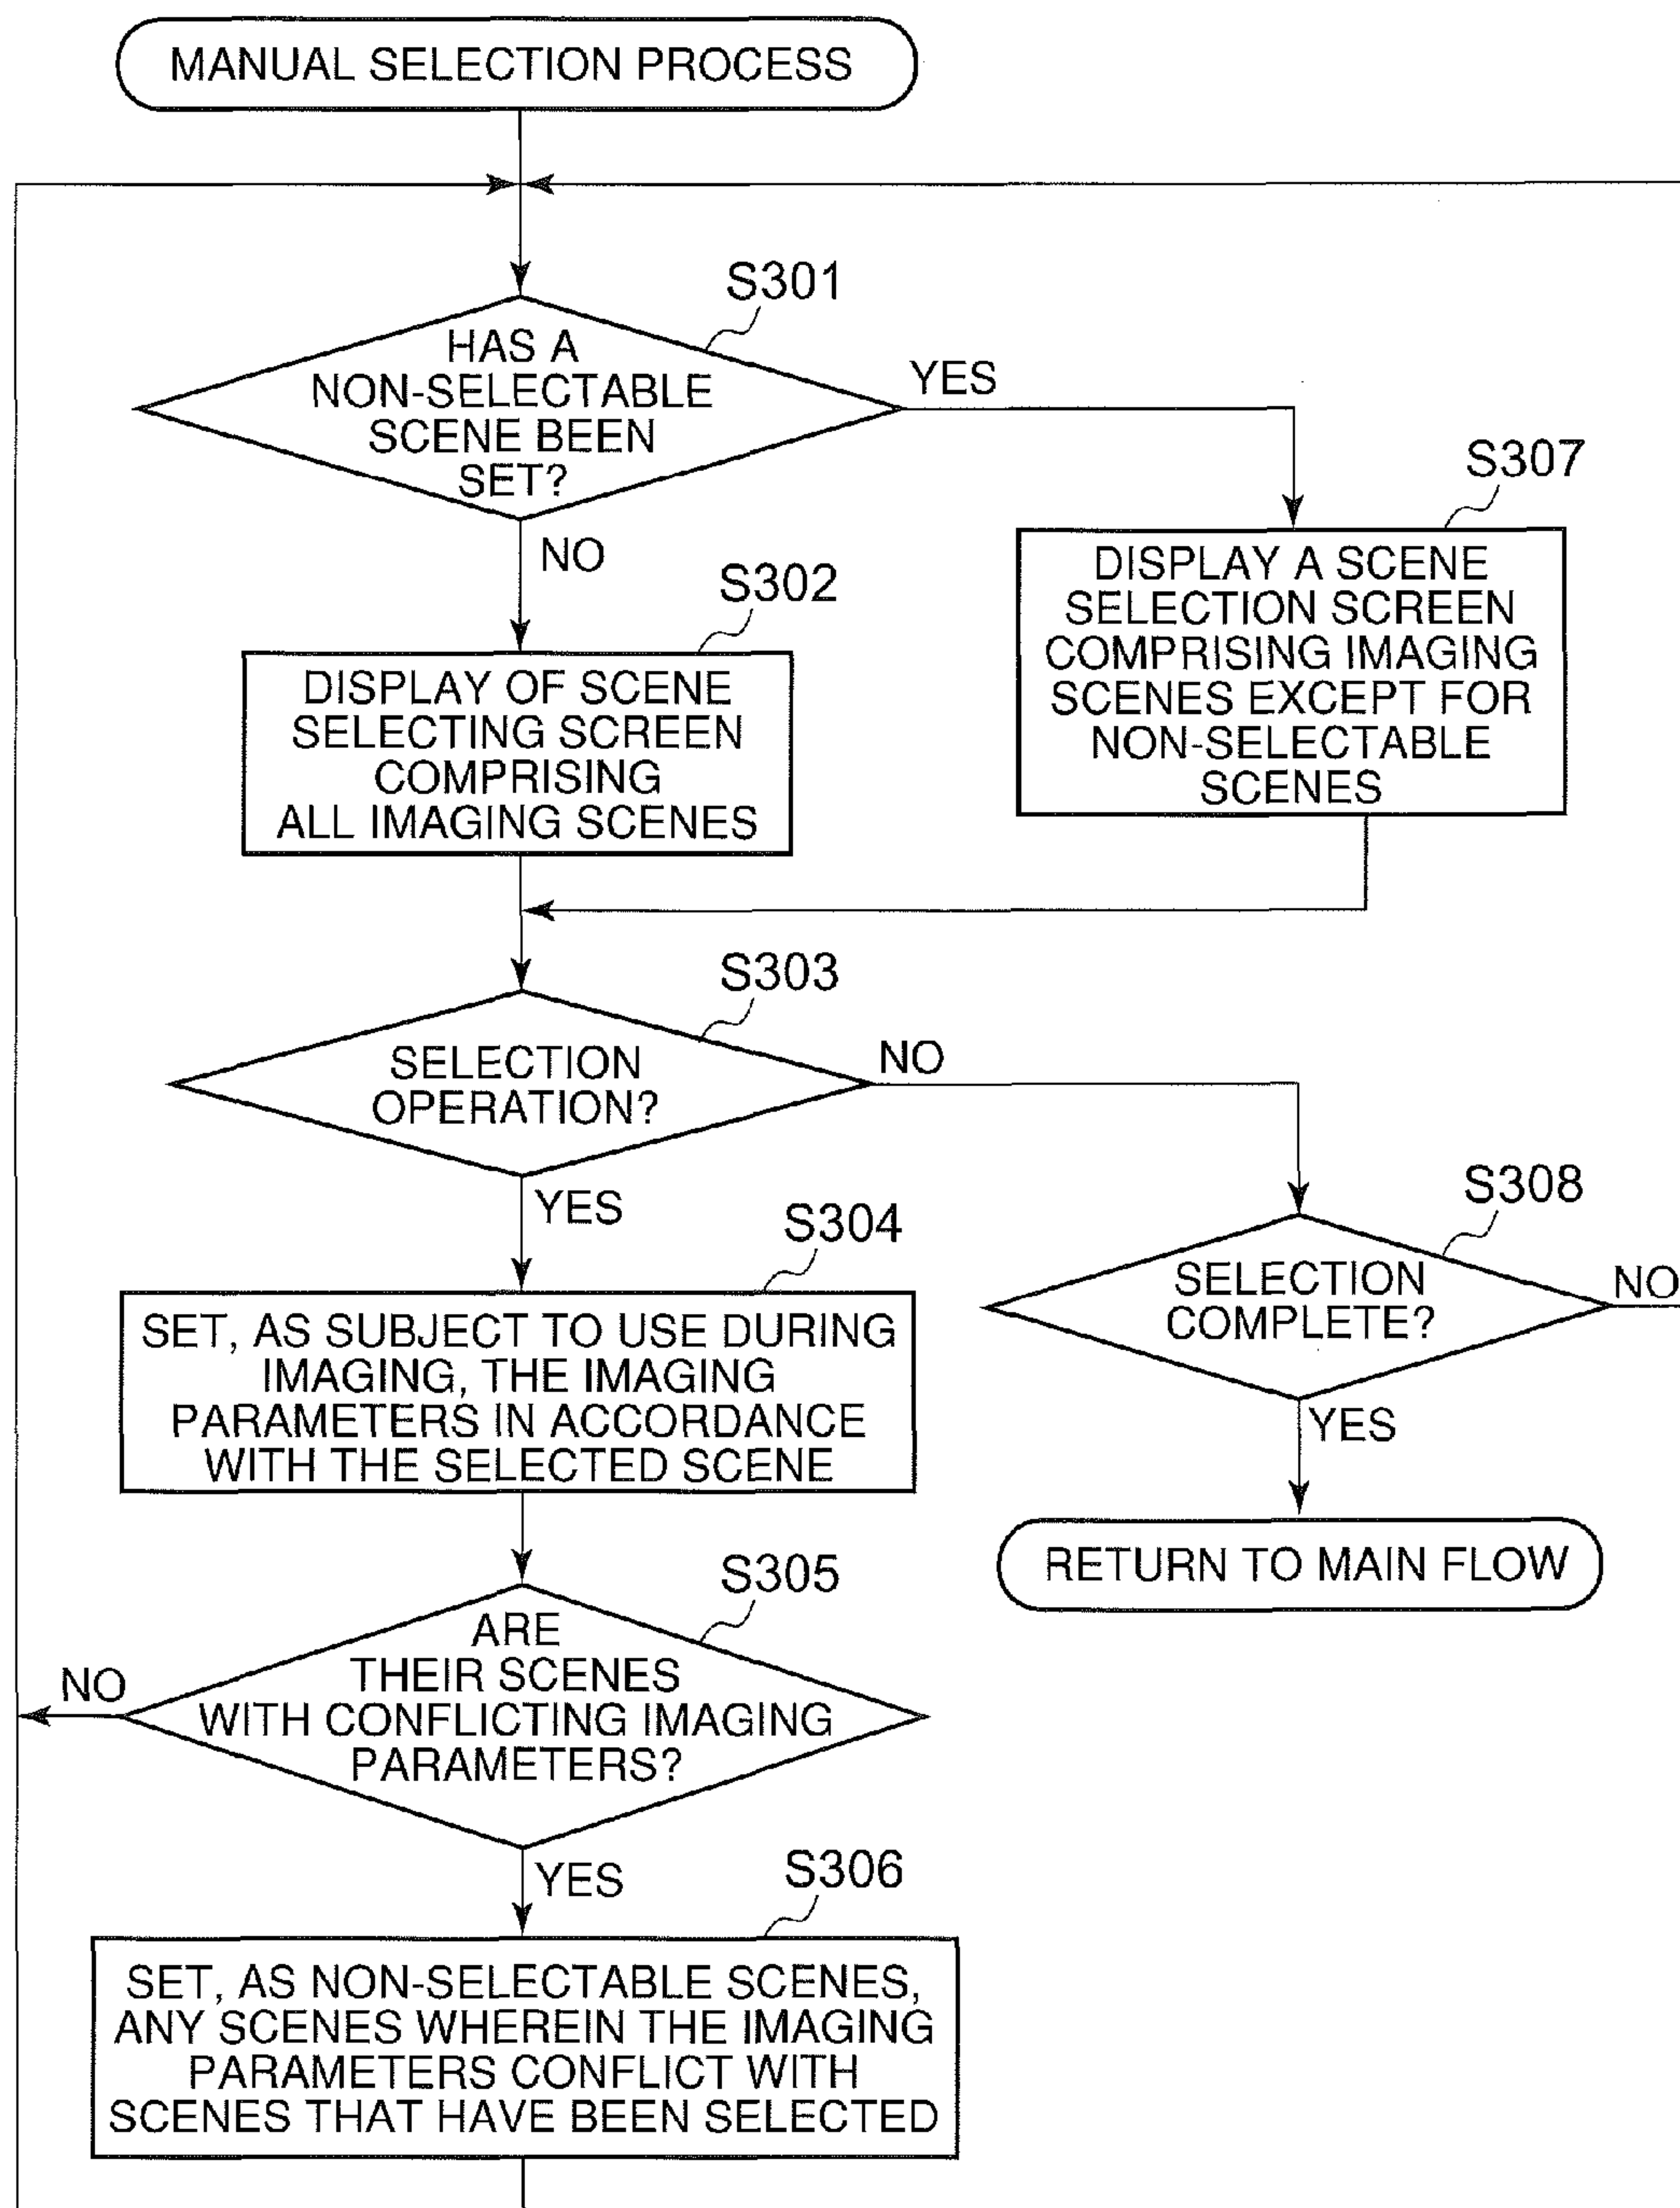 MANUAL SELECTION PROCESS
S301
HAS A
NON-SELECTABLE
SCENE BEEN
SET?
YES
NO
S307
DISPLAY A SCENE
SELECTION SCREEN
COMPRISING IMAGING
SCENES EXCEPT FOR
NON-SELECTABLE
SCENES
S302
DISPLAY OF SCENE
SELECTING SCREEN
COMPRISING
ALL IMAGING SCENES
S303
SELECTION
OPERATION?
NO
YES
S308
SELECTION
COMPLETE?
NO
YES
RETURN TO MAIN FLOW
S304
SET, AS SUBJECT TO USE DURING
IMAGING, THE IMAGING
PARAMETERS IN ACCORDANCE
WITH THE SELECTED SCENE
S305
ARE
THEIR SCENES
WITH CONFLICTING IMAGING
PARAMETERS?
NO
YES
S306
SET, AS NON-SELECTABLE SCENES,
ANY SCENES WHEREIN THE IMAGING
PARAMETERS CONFLICT WITH
SCENES THAT HAVE BEEN SELECTED